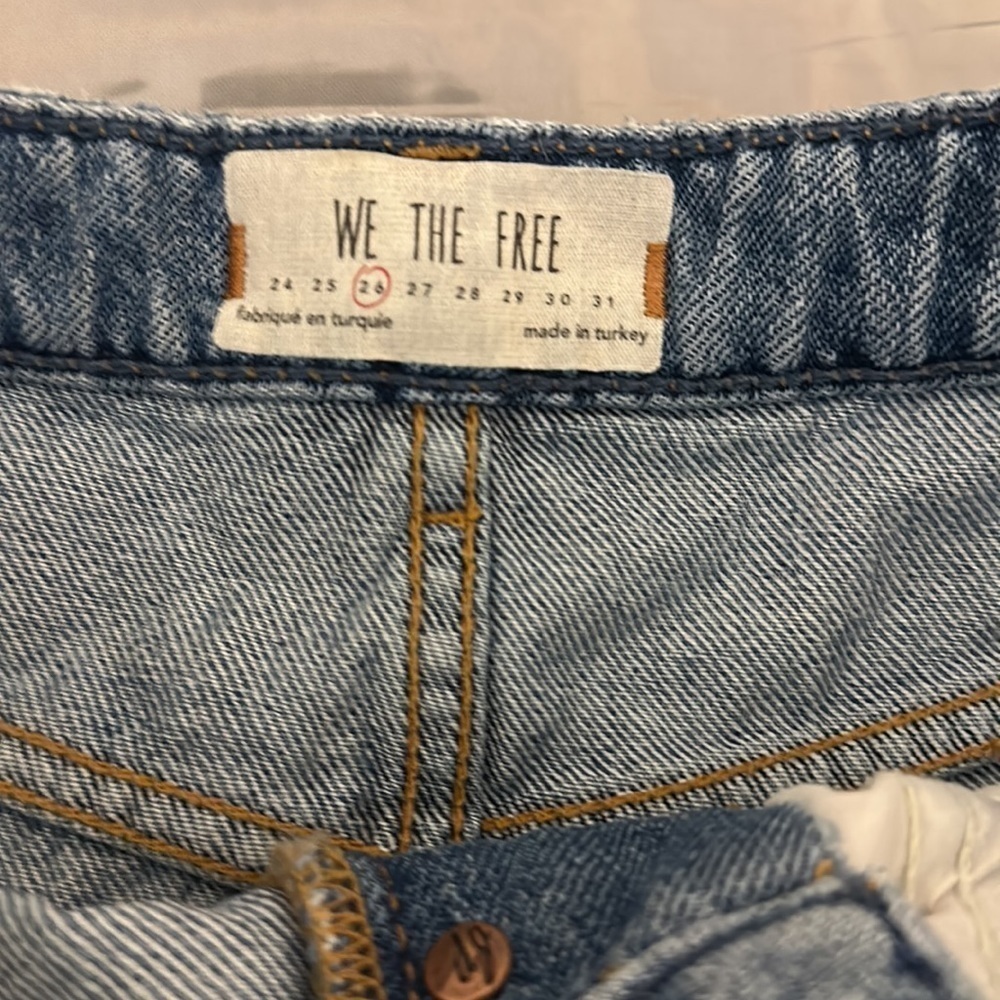 WE THE FREE
24 25 26 27 28 29 30 31
fabriqué en turquie
made in turkey